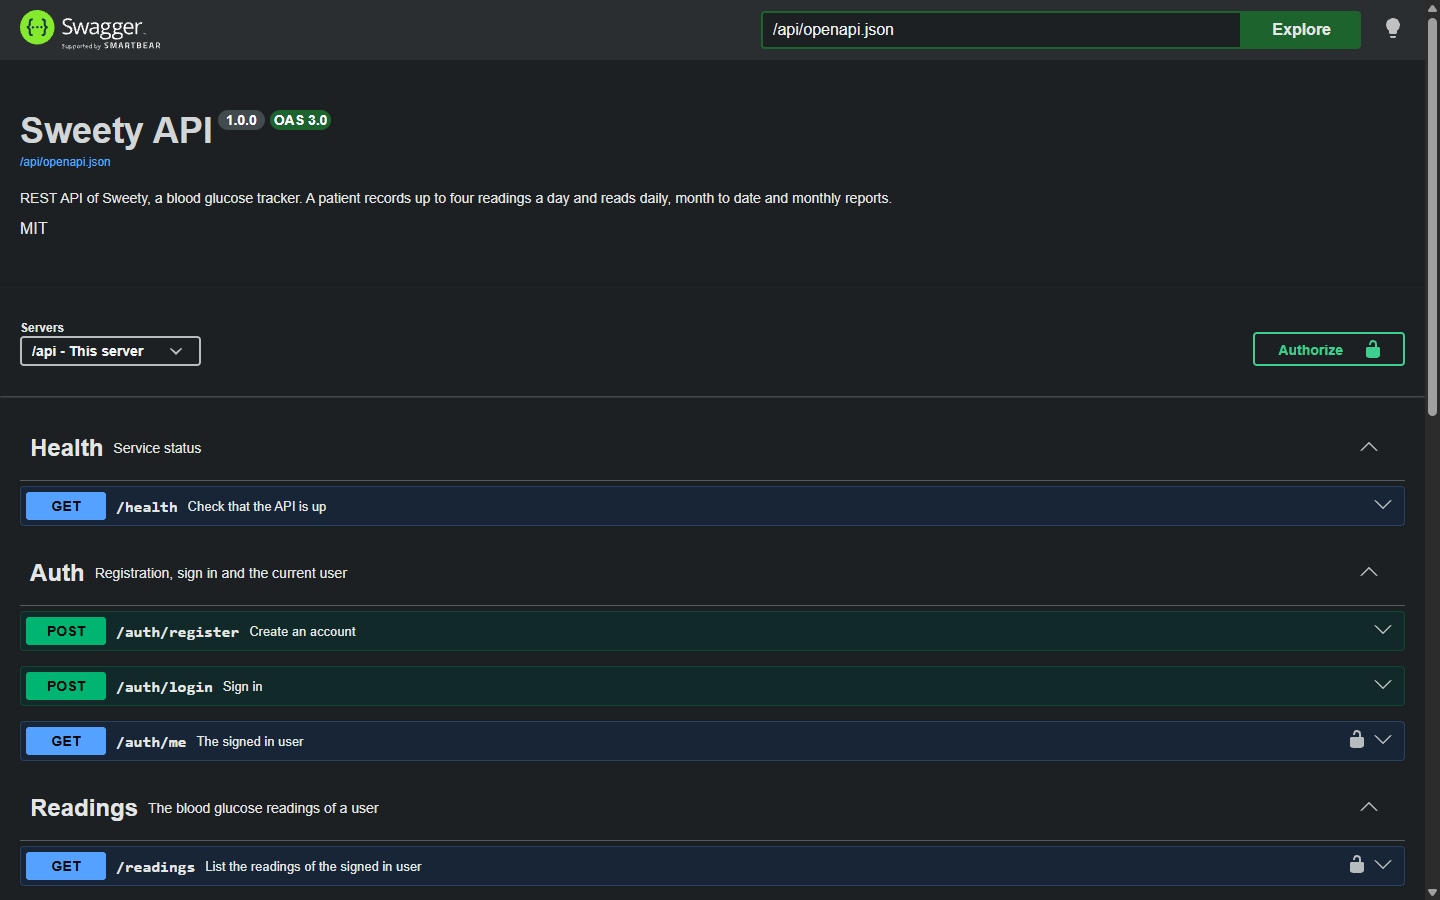 Swagger
Supported by SMARTBEAR
/api/openapi.json
Explore
Sweety API 1.0.0 OAS 3.0
/api/openapi.json
REST API of Sweety, a blood glucose tracker. A patient records up to four readings a day and reads daily, month to date and monthly reports.
MIT
Servers
/api - This server
Authorize
Health Service status
GET /health Check that the API is up
Auth Registration, sign in and the current user
POST /auth/register Create an account
POST /auth/login Sign in
GET /auth/me The signed in user
Readings The blood glucose readings of a user
GET /readings List the readings of the signed in user